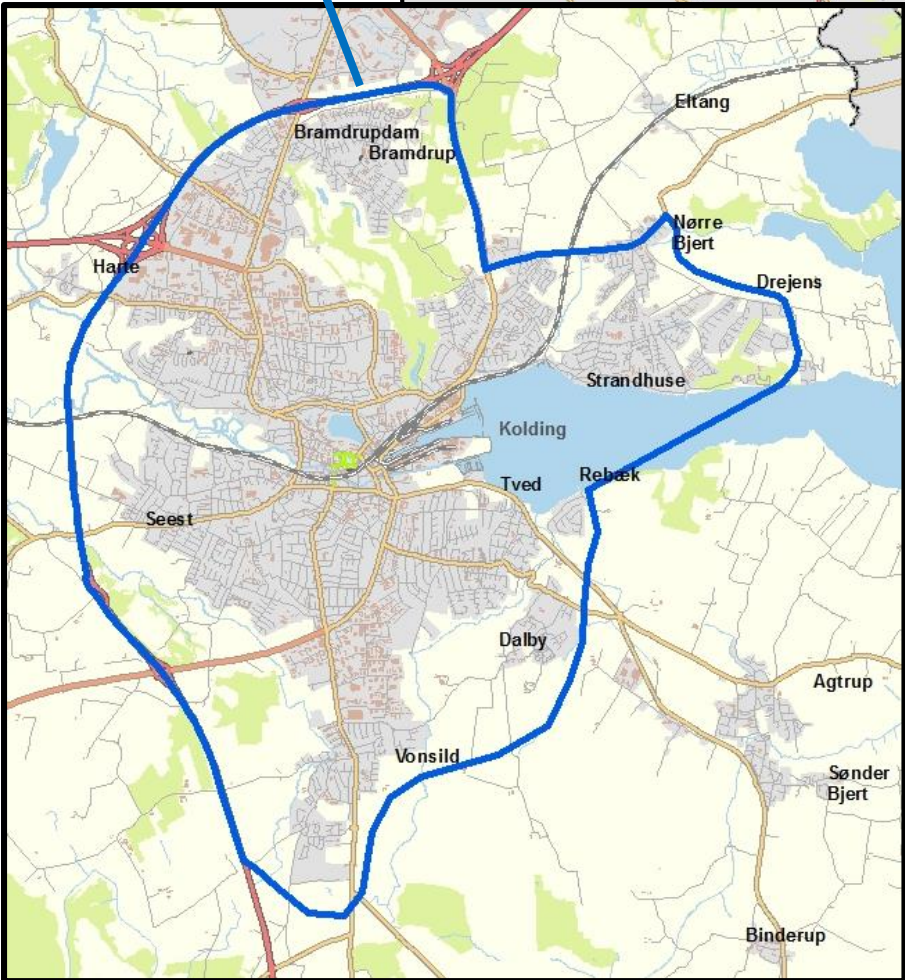 Eltang
Bramdrupdam
Bramdrup
Nørre
Bjert
Harte
Drejens
Strandhuse
Kolding
Rebæk
Tved
Seest
Dalby
Agtrup
Vonsild
Sønder
Bjert
Binderup